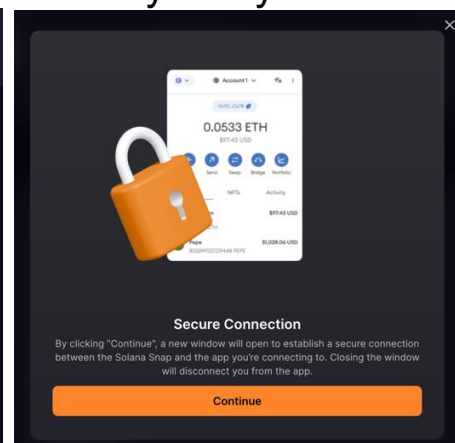 Account 1
0.0533 ETH
$97.43 USD
Send Swap Bridge Portfolio
NFTs Activity
$97.43 USD
ETH
Pepe $1,028.06 USD
PEPE
Secure Connection
By clicking "Continue", a new window will open to establish a secure connection
between the Solana Snap and the app you're connecting to. Closing the window
will disconnect you from the app.
Continue